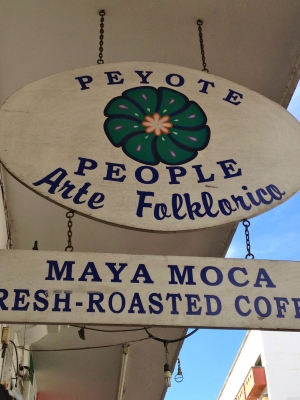 PEYOTE
PEOPLE
Arte Folklorico
MAYA MOCA
RESH-ROASTED COFF